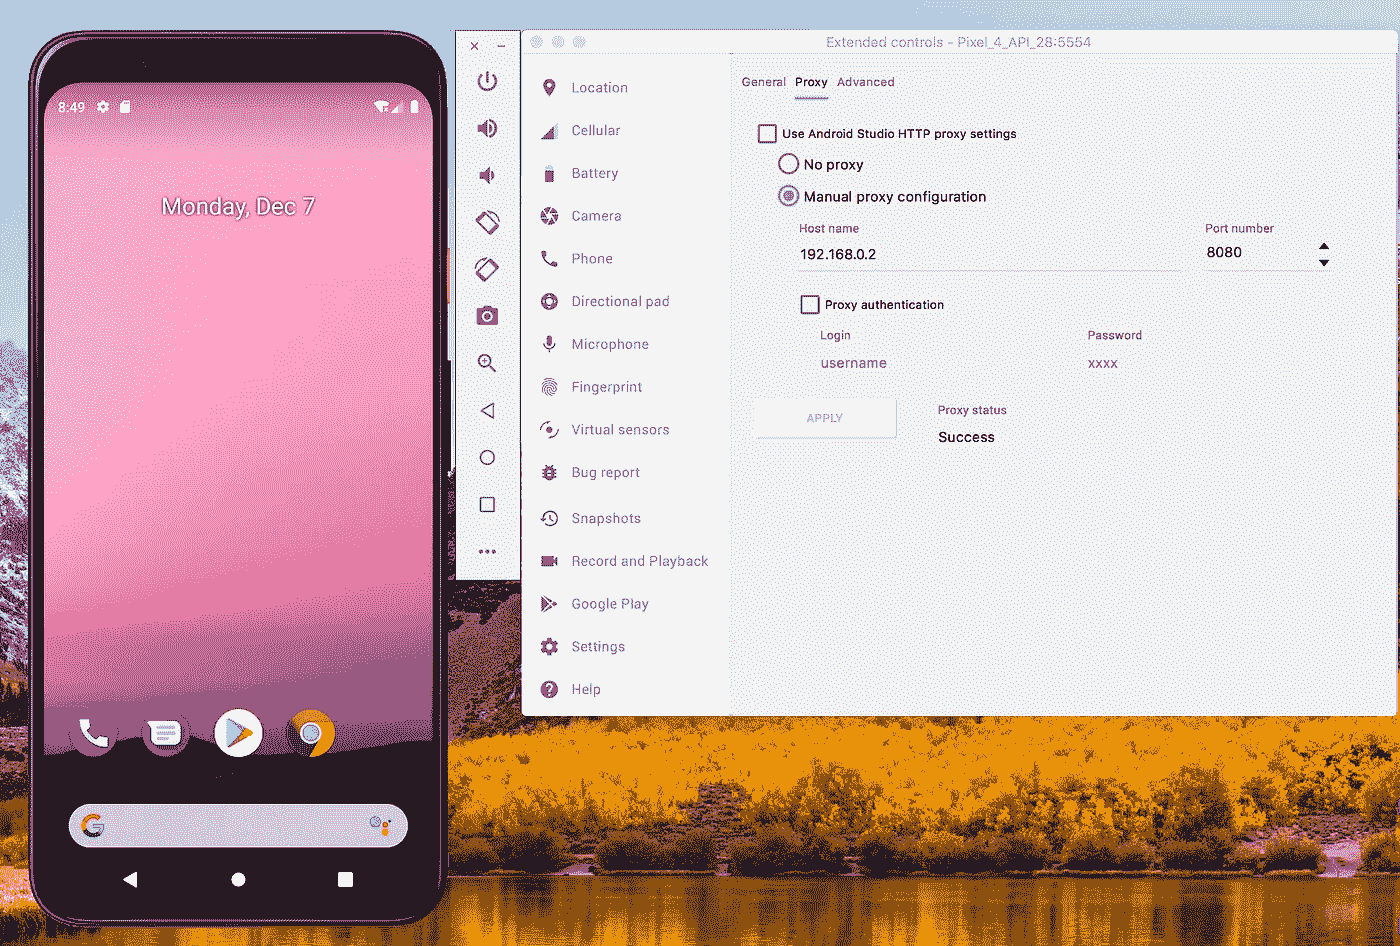 8:49
Monday, Dec 7
G
Extended controls - Pixel_4_API_28:5554
Location
Cellular
Battery
Camera
Phone
Directional pad
Microphone
Fingerprint
Virtual sensors
Bug report
Snapshots
Record and Playback
Google Play
Settings
Help
General Proxy Advanced
Use Android Studio HTTP proxy settings
No proxy
Manual proxy configuration
Host name Port number
192.168.0.2 8080
Proxy authentication
Login Password
username xxxx
APPLY Proxy status
Success